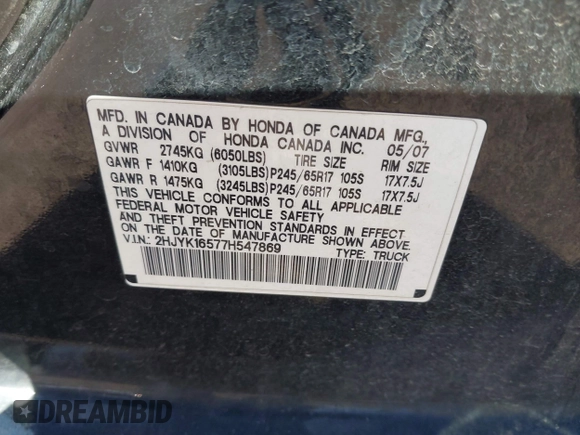 MFD. IN CANADA BY HONDA OF CANADA MFG.,
A DIVISION OF HONDA CANADA INC. 05/07
GVWR 2745KG (6050LBS) TIRE SIZE RIM SIZE
GAWR F 1410KG (3105LBS)P245/65R17 105S 17X7.5J
GAWR R 1475KG (3245LBS)P245/65R17 105S 17X7.5J
THIS VEHICLE CONFORMS TO ALL APPLICABLE
FEDERAL MOTOR VEHICLE SAFETY
AND THEFT PREVENTION STANDARDS IN EFFECT
ON THE DATE OF MANUFACTURE SHOWN ABOVE.
V.I.N.: 2HJYK16577H547869 TYPE: TRUCK
DREAMBID